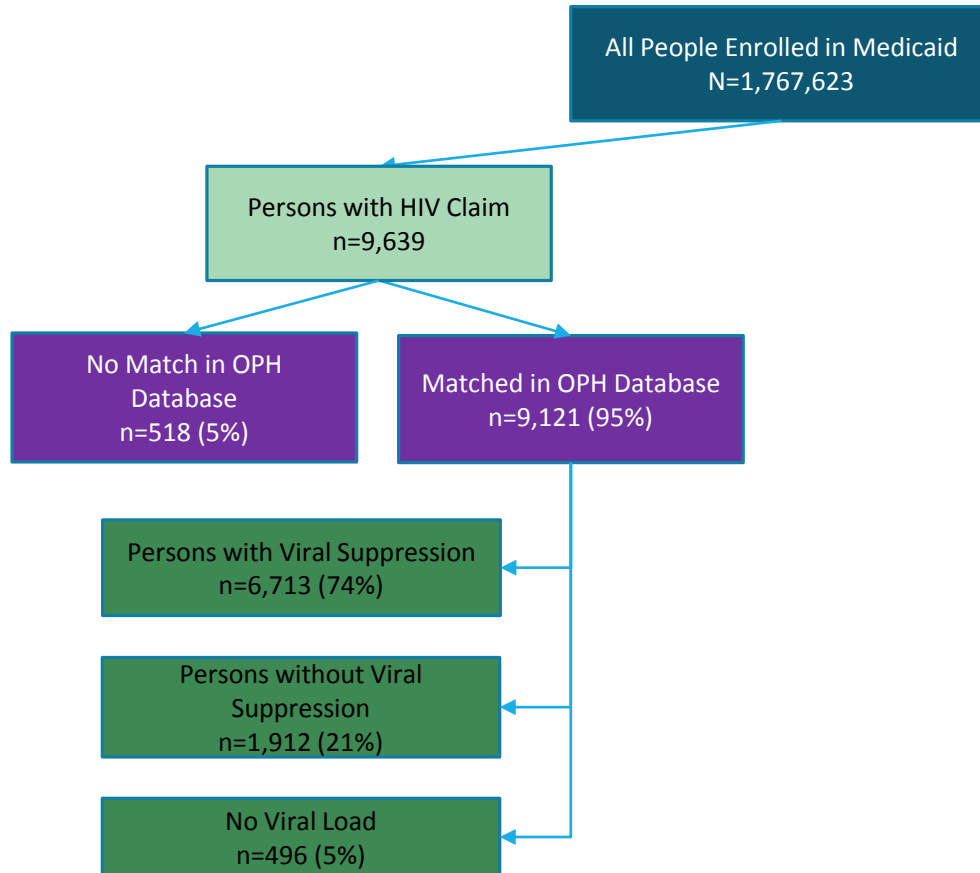 All People Enrolled in Medicaid
N=1,767,623
Persons with HIV Claim
n=9,639
No Match in OPH
Database
n=518 (5%)
Matched in OPH Database
n=9,121 (95%)
Persons with Viral Suppression
n=6,713 (74%)
Persons without Viral
Suppression
n=1,912 (21%)
No Viral Load
n=496 (5%)